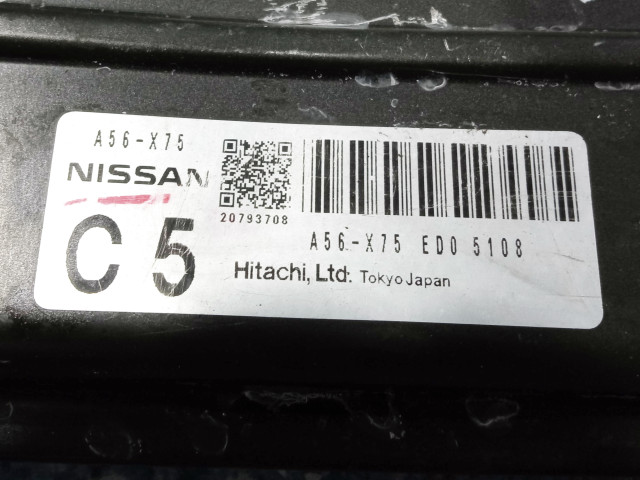 A56-X75
NISSAN
C5
20793708
A56-X75 ED0 5108
Hitachi, Ltd. Tokyo Japan